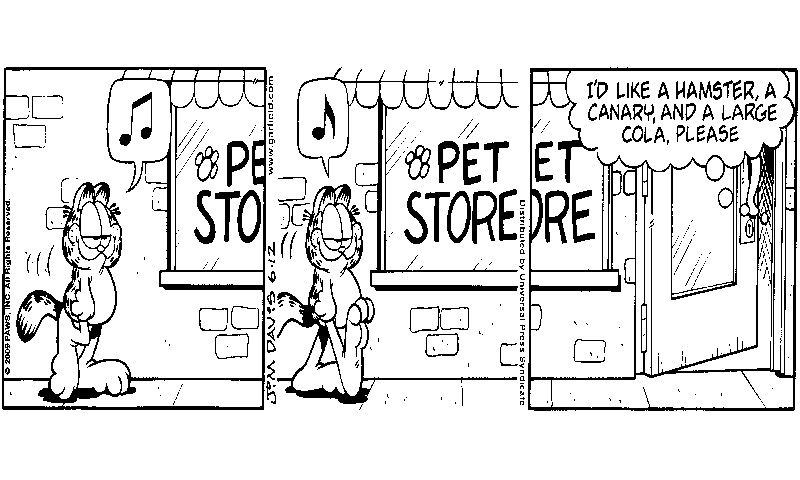 © 2009 PAWS, INC. All Rights Reserved.
PE
STO
www.garfield.com
JIM DAVIS 6-12
PET
STORE
Distributed by Universal Press Syndicate
ET
ORE
I'D LIKE A HAMSTER, A
CANARY, AND A LARGE
COLA, PLEASE